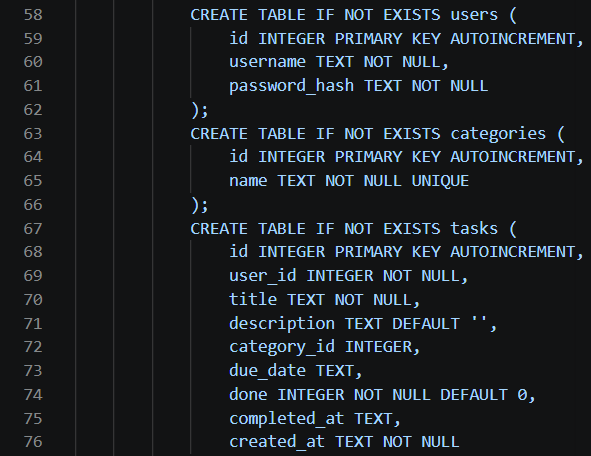 58 CREATE TABLE IF NOT EXISTS users (
59 id INTEGER PRIMARY KEY AUTOINCREMENT,
60 username TEXT NOT NULL,
61 password_hash TEXT NOT NULL
62 );
63 CREATE TABLE IF NOT EXISTS categories (
64 id INTEGER PRIMARY KEY AUTOINCREMENT,
65 name TEXT NOT NULL UNIQUE
66 );
67 CREATE TABLE IF NOT EXISTS tasks (
68 id INTEGER PRIMARY KEY AUTOINCREMENT,
69 user_id INTEGER NOT NULL,
70 title TEXT NOT NULL,
71 description TEXT DEFAULT '',
72 category_id INTEGER,
73 due_date TEXT,
74 done INTEGER NOT NULL DEFAULT 0,
75 completed_at TEXT,
76 created_at TEXT NOT NULL